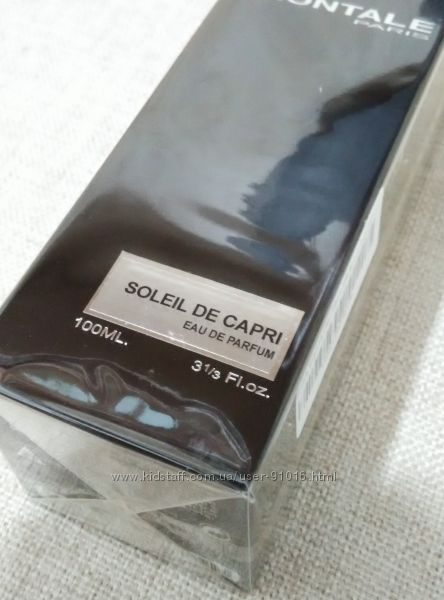 ONTALE
PARIS
SOLEIL DE CAPRI
EAU DE PARFUM
100ML.
3 1/3 Fl.oz.
www.kidstaff.com.ua/user-91016.html